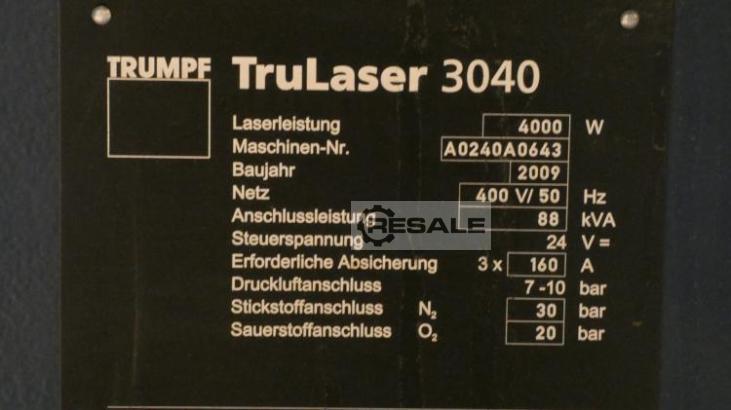 TRUMPF TruLaser 3040
Laserleistung 4000 W
Maschinen-Nr. A0240A0643
Baujahr 2009
Netz 400 V/ 50 Hz
Anschlussleistung 88 kVA
RESALE
Steuerspannung 24 V =
Erforderliche Absicherung 3 x 160 A
Druckluftanschluss 7 -10 bar
Stickstoffanschluss N₂ 30 bar
Sauerstoffanschluss O₂ 20 bar